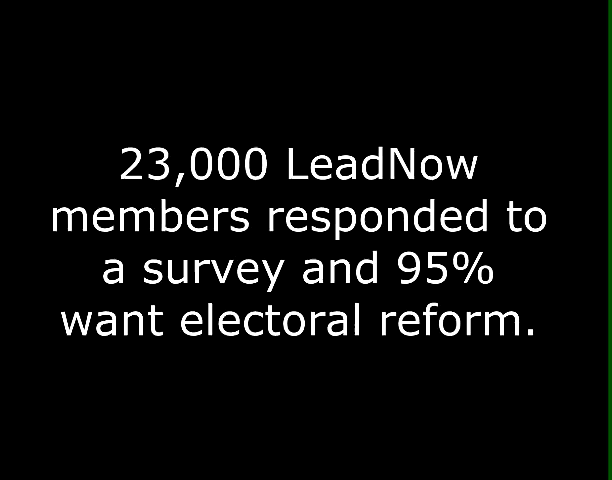 23,000 LeadNow
members responded to
a survey and 95%
want electoral reform.